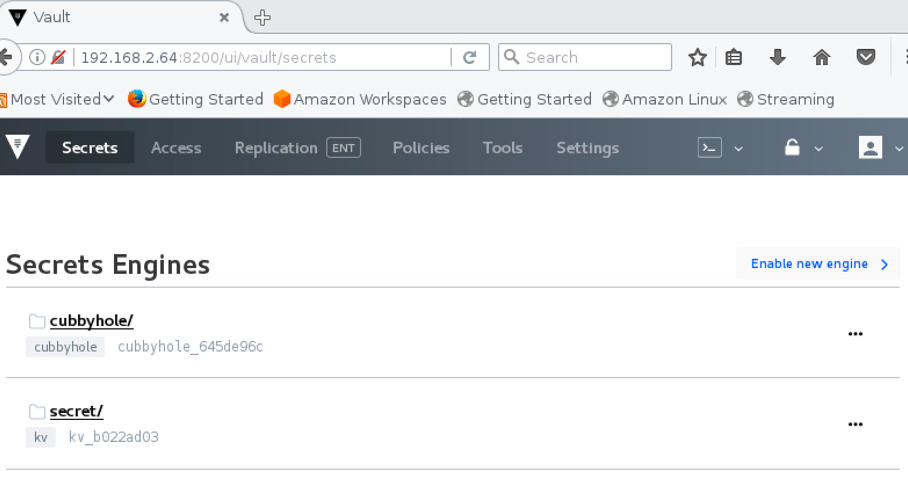 Vault
192.168.2.64:8200/ui/vault/secrets
Search
Most Visited
Getting Started
Amazon Workspaces
Getting Started
Amazon Linux
Streaming
Secrets
Access
Replication ENT
Policies
Tools
Settings
Secrets Engines
Enable new engine
cubbyhole/
cubbyhole cubbyhole_645de96c
secret/
kv kv_b022ad03